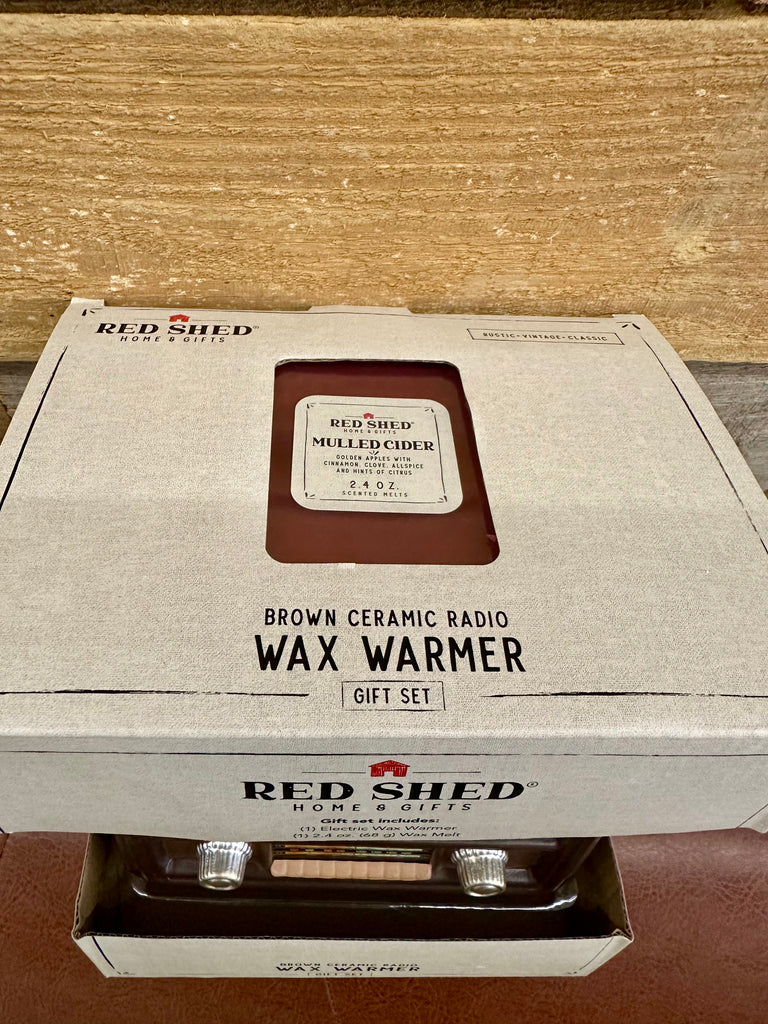 RED SHED®
HOME & GIFTS
RUSTIC • VINTAGE • CLASSIC
RED SHED®
HOME & GIFTS
MULLED CIDER
GOLDEN APPLES WITH
CINNAMON, CLOVE, ALLSPICE
AND HINTS OF CITRUS
2.4 OZ.
SCENTED MELTS
BROWN CERAMIC RADIO
WAX WARMER
GIFT SET
RED SHED®
HOME & GIFTS
Gift set includes:
(1) Electric Wax Warmer
(1) 2.4 oz. (68 g) Wax Melt
BROWN CERAMIC RADIO
WAX WARMER
GIFT SET